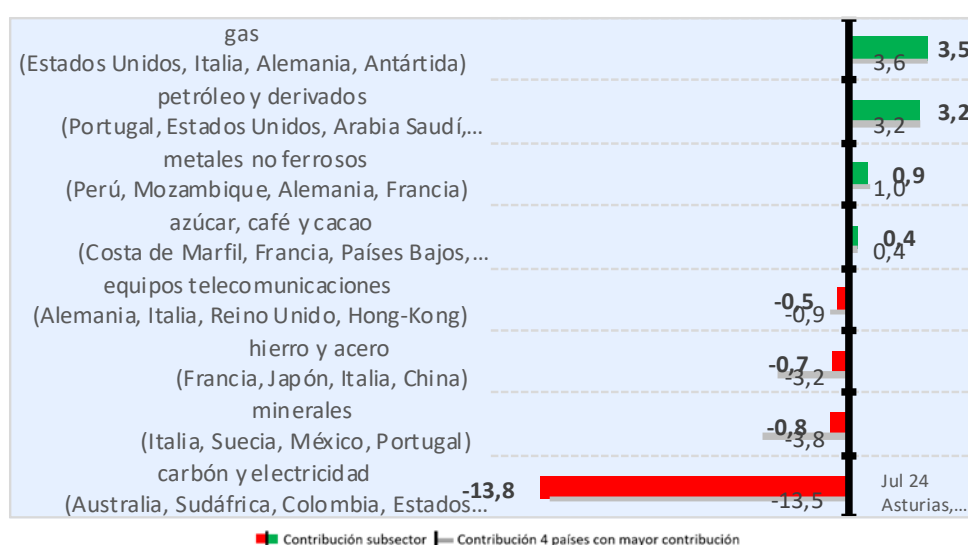 gas
(Estados Unidos, Italia, Alemania, Antártida)
3,5
3,6
petróleo y derivados
(Portugal, Estados Unidos, Arabia Saudí,...
3,2
3,2
metales no ferrosos
(Perú, Mozambique, Alemania, Francia)
0,9
1,0
azúcar, café y cacao
(Costa de Marfil, Francia, Países Bajos,...
0,4
0,4
equipos telecomunicaciones
(Alemania, Italia, Reino Unido, Hong-Kong)
-0,5
-0,9
hierro y acero
(Francia, Japón, Italia, China)
-0,7
-3,2
minerales
(Italia, Suecia, México, Portugal)
-0,8
-3,8
carbón y electricidad
(Australia, Sudáfrica, Colombia, Estados...
-13,8
-13,5
Jul 24
Asturias,...
Contribución subsector
Contribución 4 países con mayor contribución